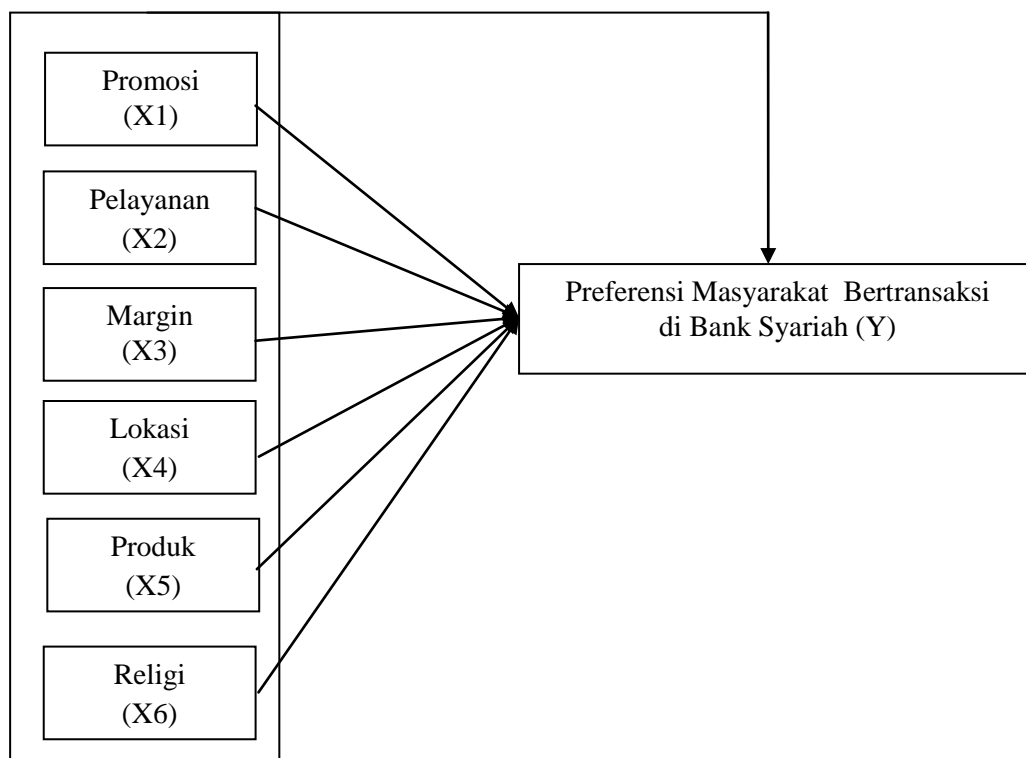 Promosi
(X1)
Pelayanan
(X2)
Margin
(X3)
Lokasi
(X4)
Produk
(X5)
Religi
(X6)
Preferensi Masyarakat Bertransaksi
di Bank Syariah (Y)